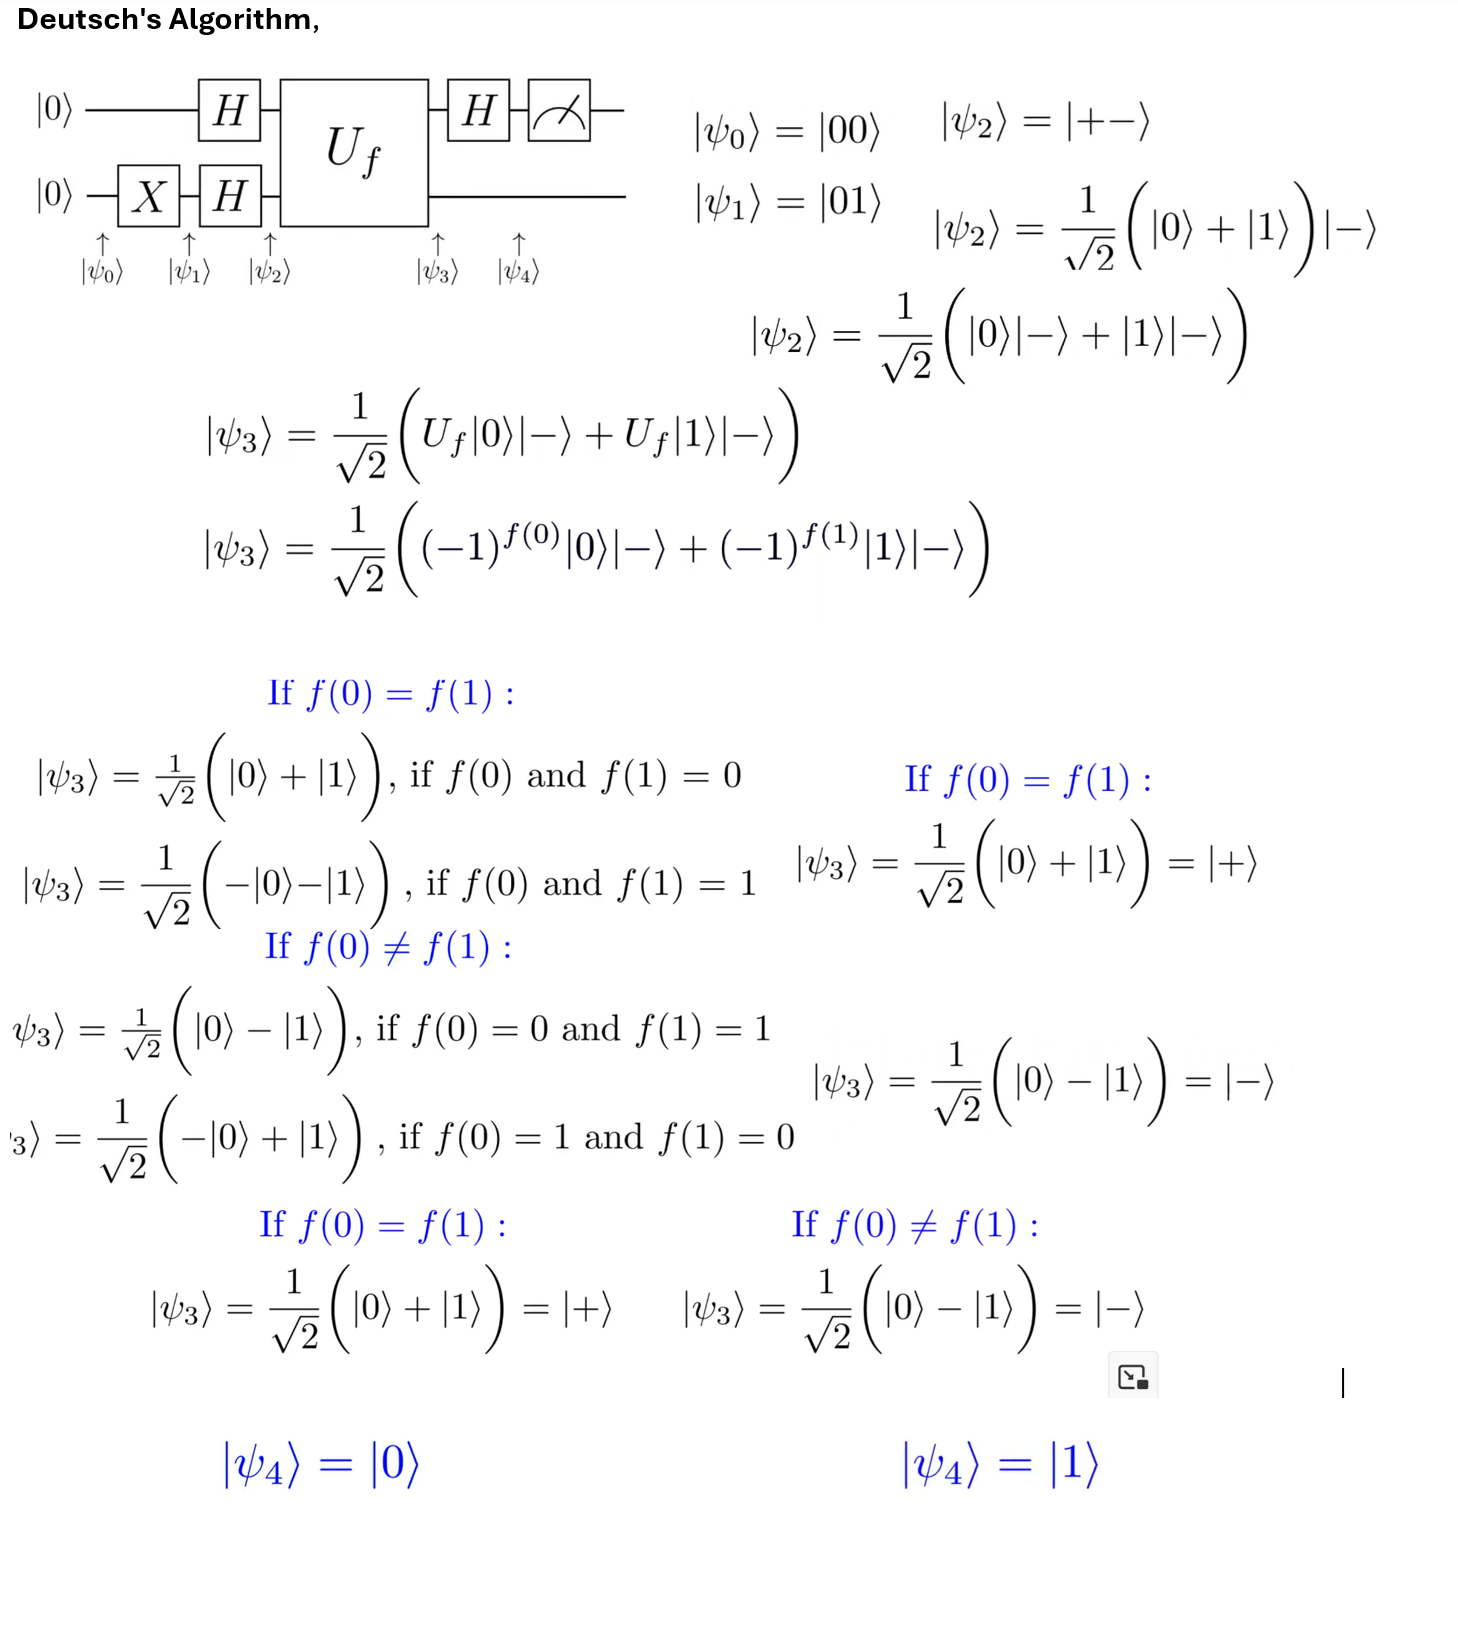 Deutsch's Algorithm,
|0⟩ H U_f H
|0⟩ X H
|ψ₀⟩ |ψ₁⟩ |ψ₂⟩ |ψ₃⟩ |ψ₄⟩
|ψ₀⟩ = |00⟩
|ψ₁⟩ = |01⟩
|ψ₂⟩ = |+−⟩
|ψ₂⟩ = 1/√2 (|0⟩ + |1⟩)|−⟩
|ψ₂⟩ = 1/√2 (|0⟩|−⟩ + |1⟩|−⟩)
|ψ₃⟩ = 1/√2 (U_f|0⟩|−⟩ + U_f|1⟩|−⟩)
|ψ₃⟩ = 1/√2 ((−1)^f(0)|0⟩|−⟩ + (−1)^f(1)|1⟩|−⟩)
If f(0) = f(1) :
|ψ₃⟩ = 1/√2 (|0⟩ + |1⟩), if f(0) and f(1) = 0
|ψ₃⟩ = 1/√2 (−|0⟩−|1⟩) , if f(0) and f(1) = 1
If f(0) = f(1) :
|ψ₃⟩ = 1/√2 (|0⟩ + |1⟩) = |+⟩
If f(0) ≠ f(1) :
ψ₃⟩ = 1/√2 (|0⟩ − |1⟩), if f(0) = 0 and f(1) = 1
₃⟩ = 1/√2 (−|0⟩ + |1⟩) , if f(0) = 1 and f(1) = 0
|ψ₃⟩ = 1/√2 (|0⟩ − |1⟩) = |−⟩
If f(0) = f(1) :
|ψ₃⟩ = 1/√2 (|0⟩ + |1⟩) = |+⟩
If f(0) ≠ f(1) :
|ψ₃⟩ = 1/√2 (|0⟩ − |1⟩) = |−⟩
|ψ₄⟩ = |0⟩
|ψ₄⟩ = |1⟩